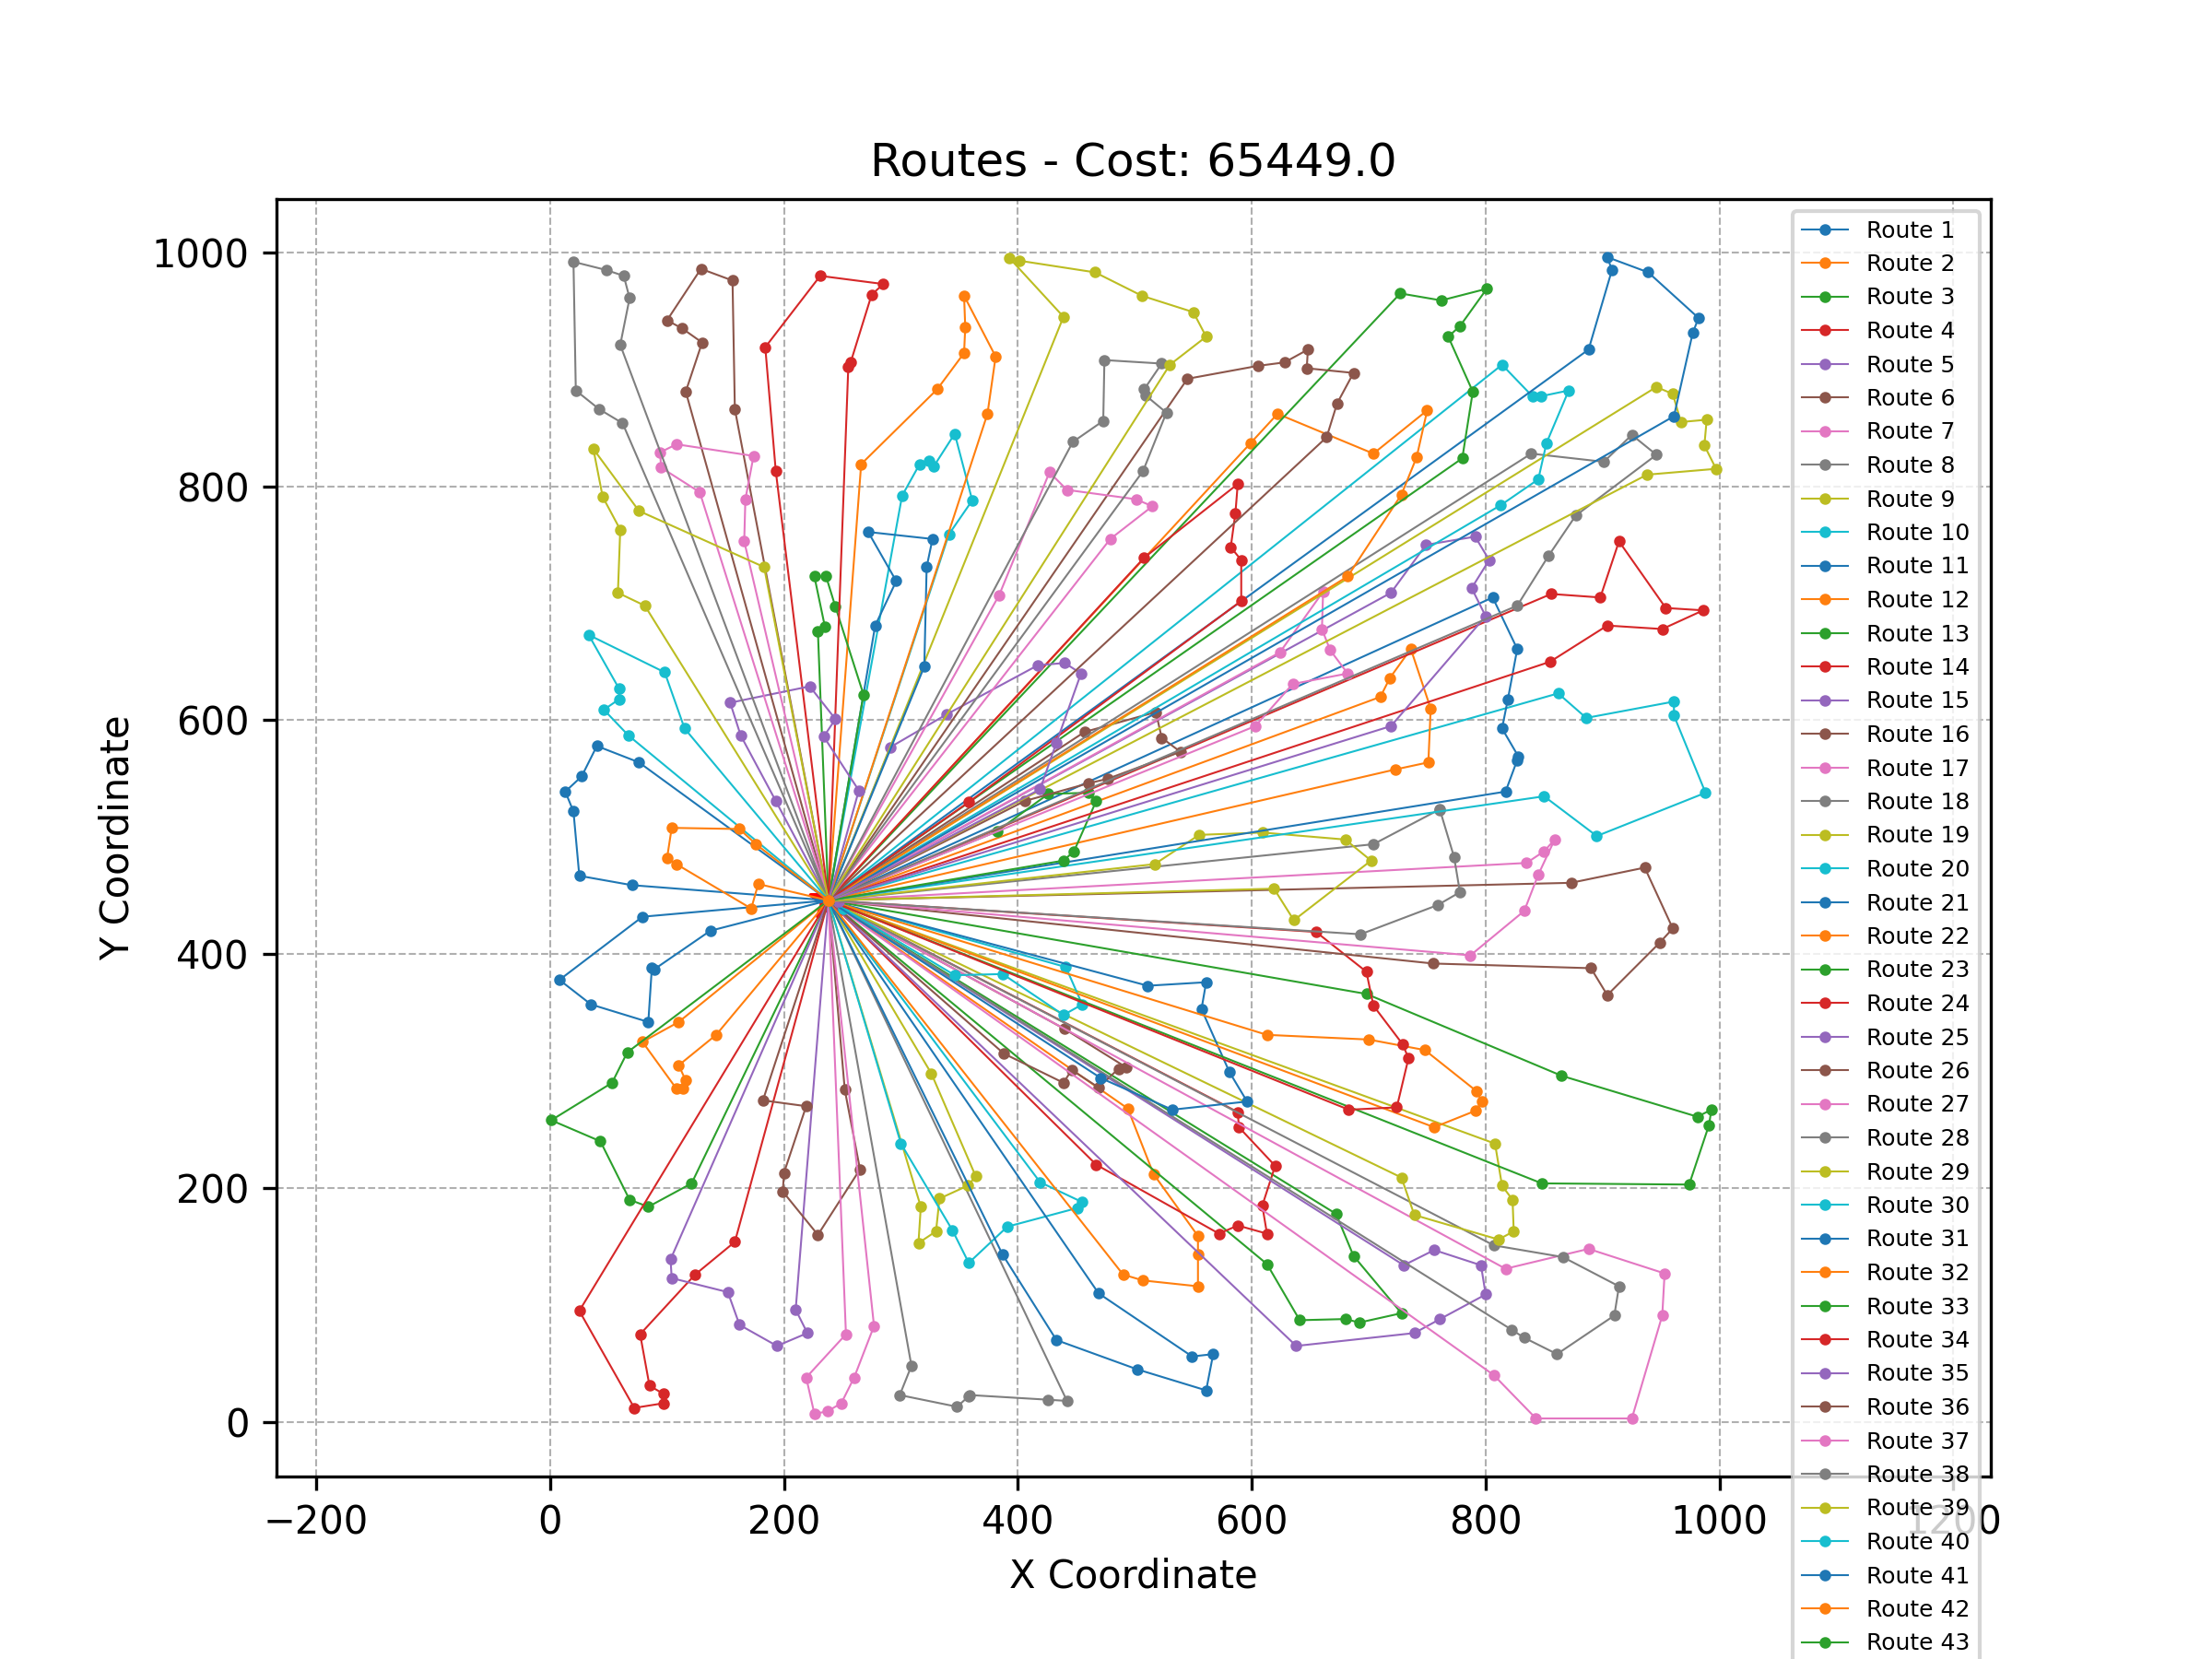 Routes - Cost: 65449.0
1000
800
600
400
200
0
Y Coordinate
−200 0 200 400 600 800 1000 1200
X Coordinate
Route 1
Route 2
Route 3
Route 4
Route 5
Route 6
Route 7
Route 8
Route 9
Route 10
Route 11
Route 12
Route 13
Route 14
Route 15
Route 16
Route 17
Route 18
Route 19
Route 20
Route 21
Route 22
Route 23
Route 24
Route 25
Route 26
Route 27
Route 28
Route 29
Route 30
Route 31
Route 32
Route 33
Route 34
Route 35
Route 36
Route 37
Route 38
Route 39
Route 40
Route 41
Route 42
Route 43